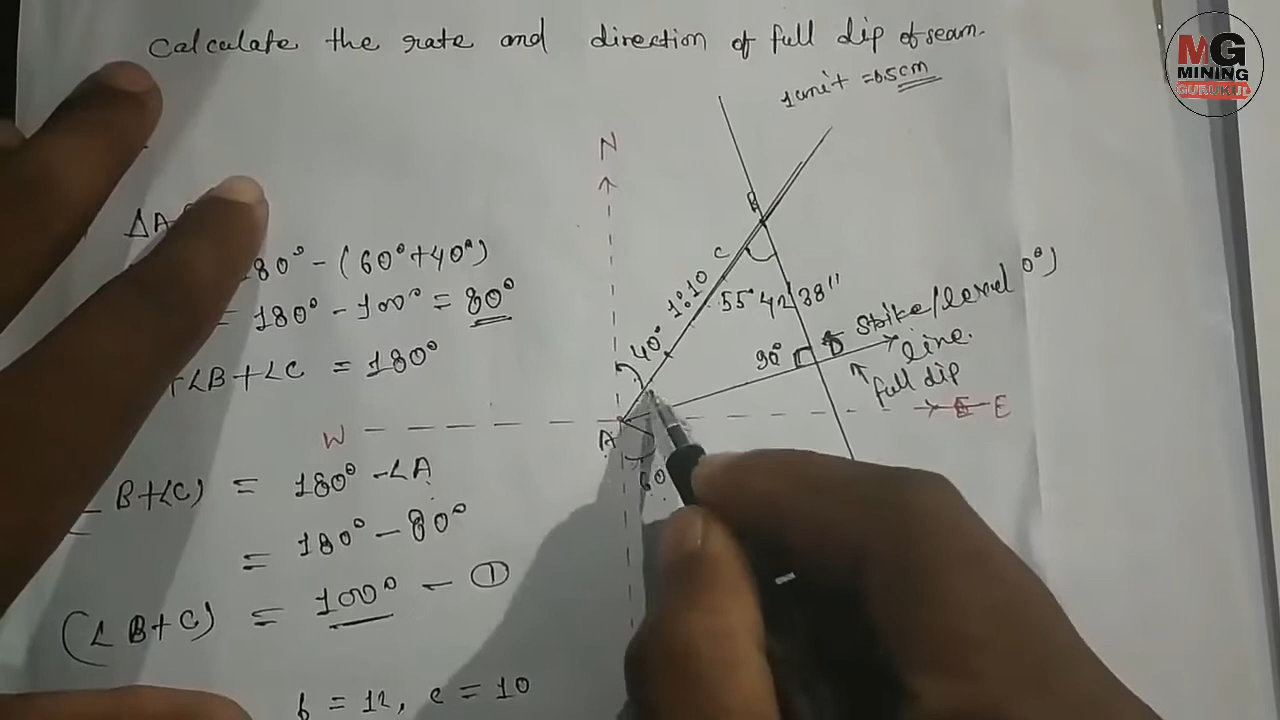 Calculate the rate and direction of full dip of seam.
1 unit = 0.5cm
MG
MINING
GURUKUL
N
B
ΔA
80° - (60° + 40°)
C
= 180° - 100° = 80°
1:10
55° 42' 38"
Strike/level 0°)
line.
40°
90°
D
full dip
+∠B+∠C = 180°
W
E E
A
60
∠B+∠C) = 180° - ∠A
= 180° - 80°
(∠B+C) = 100° - ①
b = 12, c = 10